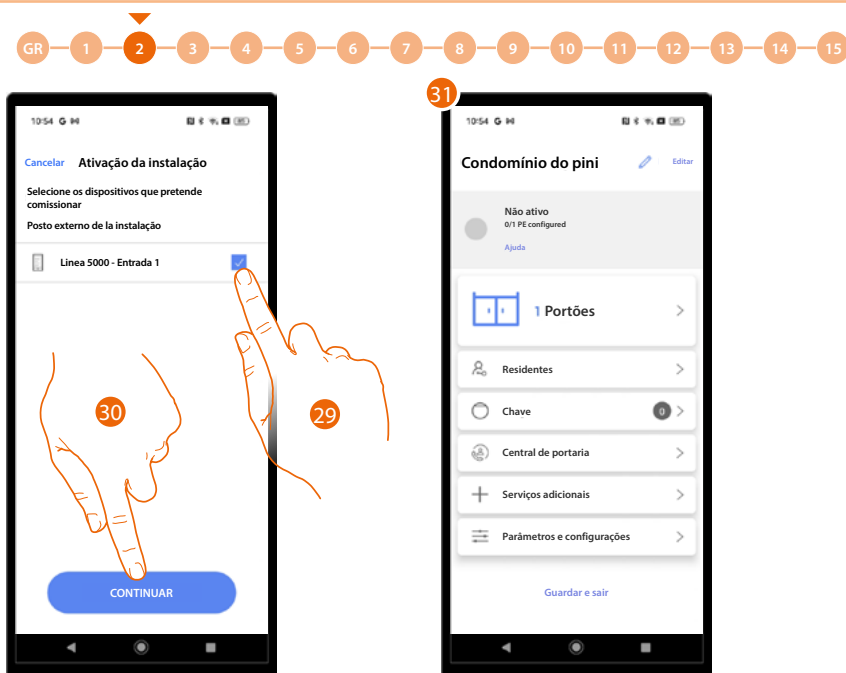 GR 1 2 3 4 5 6 7 8 9 10 11 12 13 14 15
10:54 G M
Cancelar Ativação da instalação
Selecione os dispositivos que pretende
comissionar
Posto externo de la instalação
Linea 5000 - Entrada 1
30
29
CONTINUAR
31
10:54 G M
Condomínio do pini Editar
Não ativo
0/1 PE configured
Ajuda
1 Portões
Residentes
Chave 0
Central de portaria
Serviços adicionais
Parâmetros e configurações
Guardar e sair